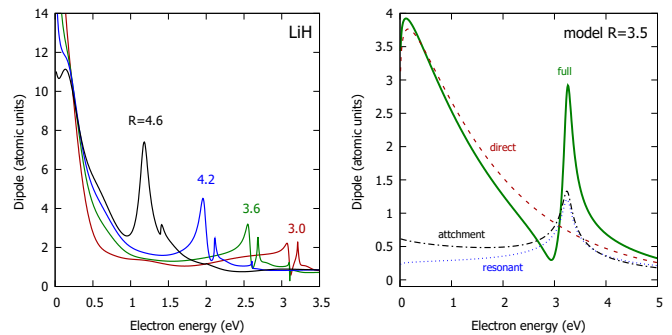 LiH
Dipole (atomic units)
14
12
10
8
6
4
2
0
R=4.6
4.2
3.6
3.0
0 0.5 1 1.5 2 2.5 3 3.5
Electron energy (eV)
model R=3.5
Dipole (atomic units)
4
3.5
3
2.5
2
1.5
1
0.5
0
full
direct
attchment
resonant
0 1 2 3 4 5
Electron energy (eV)